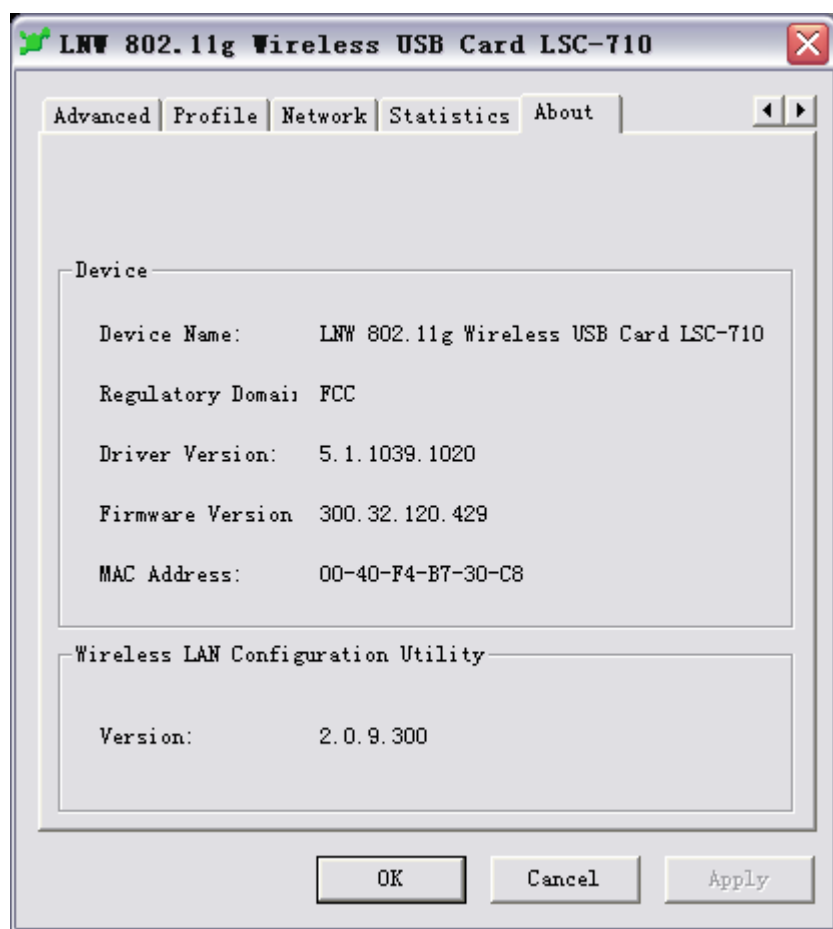 LNW 802.11g Wireless USB Card LSC-710
Advanced Profile Network Statistics About
Device
Device Name: LNW 802.11g Wireless USB Card LSC-710
Regulatory Domai FCC
Driver Version: 5.1.1039.1020
Firmware Version 300.32.120.429
MAC Address: 00-40-F4-B7-30-C8
Wireless LAN Configuration Utility
Version: 2.0.9.300
OK Cancel Apply